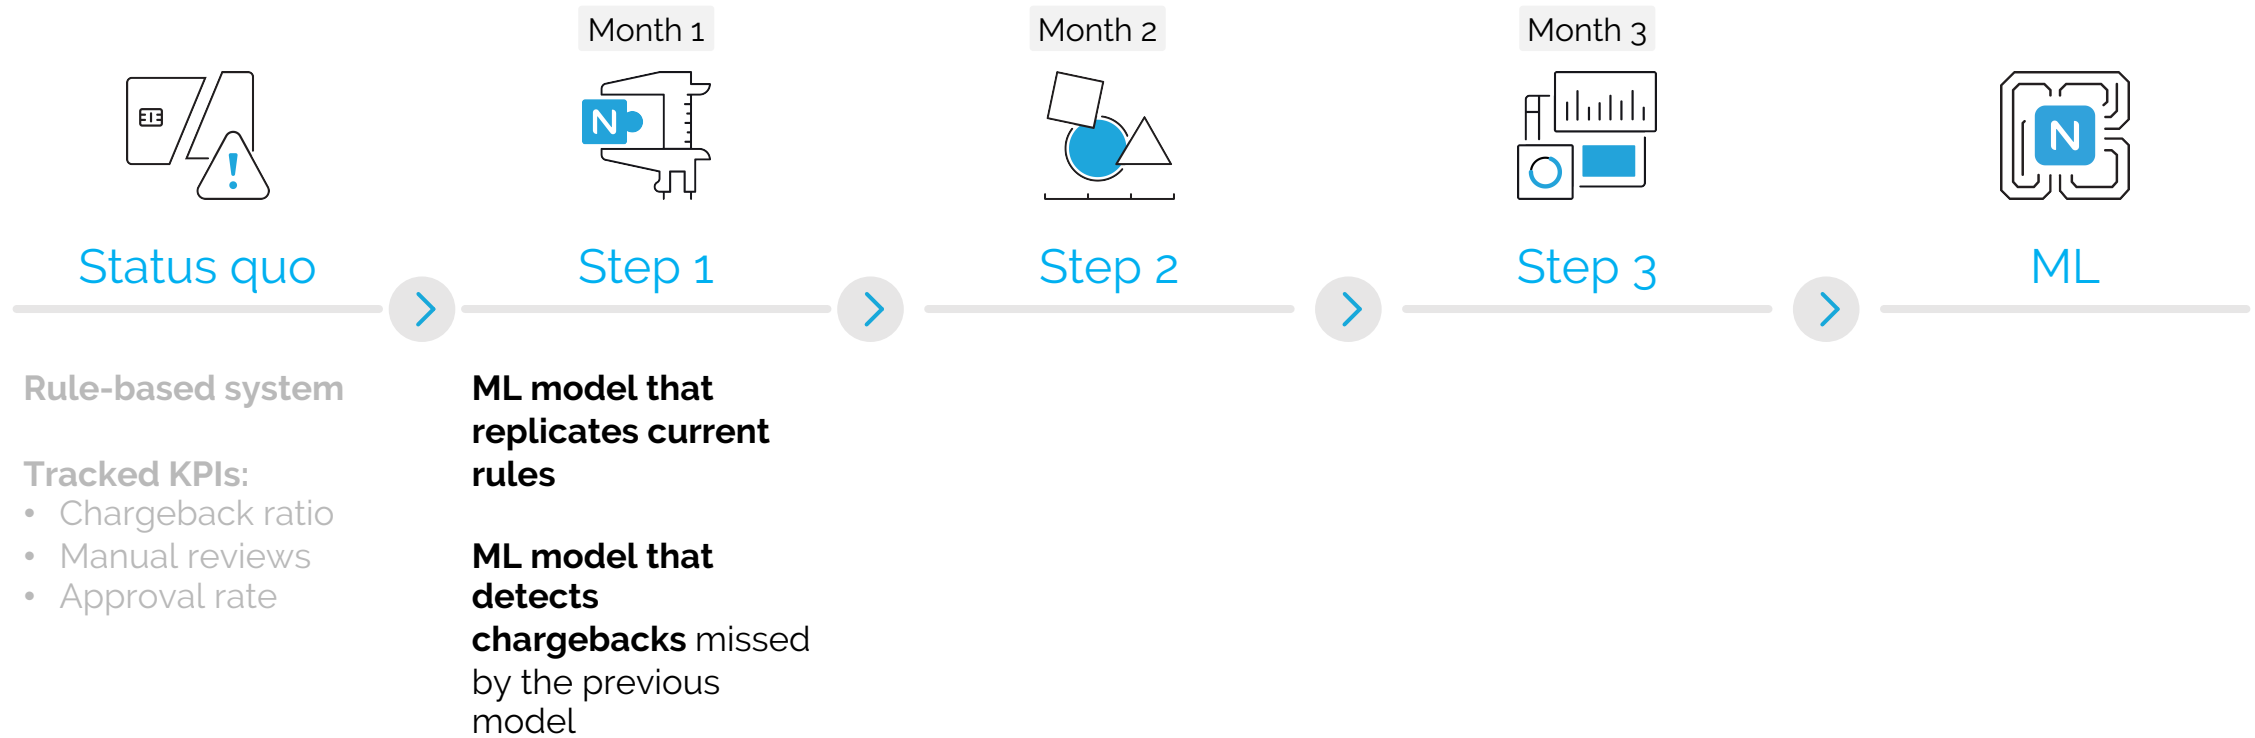 Month 1
Month 2
Month 3
N
N
Status quo
Step 1
Step 2
Step 3
ML
Rule-based system
Tracked KPIs:
• Chargeback ratio
• Manual reviews
• Approval rate
ML model that
replicates current
rules
ML model that
detects
chargebacks missed
by the previous
model